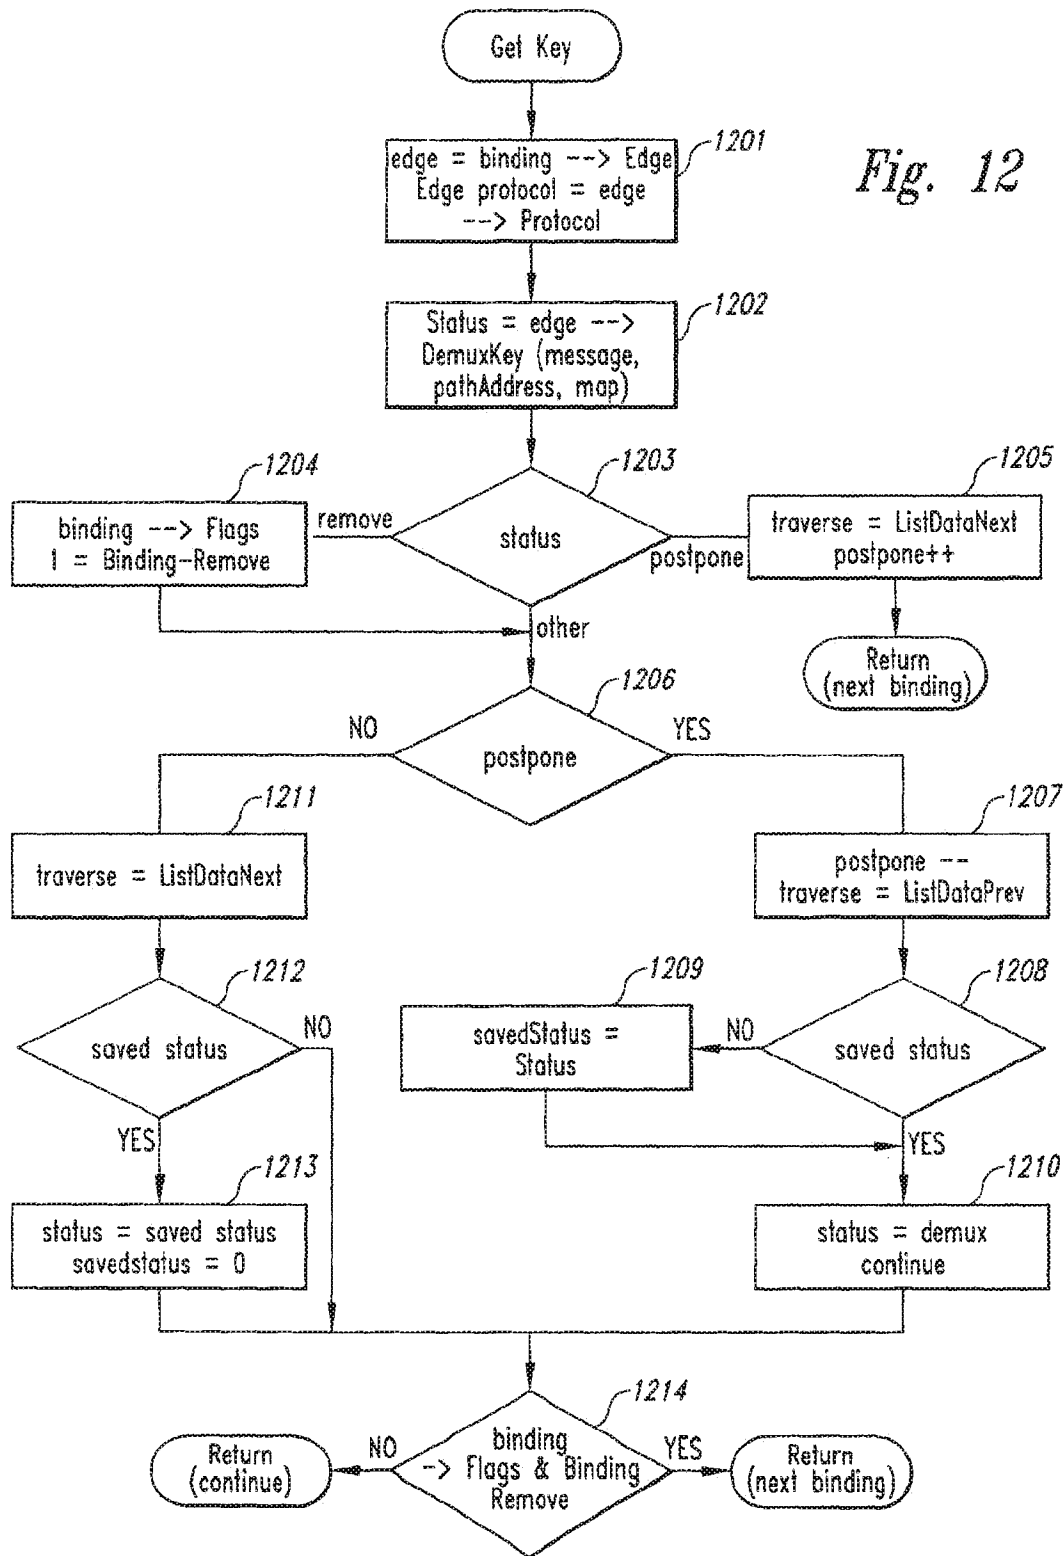 Get Key
1201
edge = binding --> Edge
Edge protocol = edge
--> Protocol
Fig. 12
1202
Status = edge -->
DemuxKey (message,
pathAddress, map)
1203
status
1204
remove
binding --> Flags
1 = Binding-Remove
1205
postpone
traverse = ListDataNext
postpone++
other
Return
(next binding)
1206
NO
postpone
YES
1211
traverse = ListDataNext
1207
postpone --
traverse = ListDataPrev
1212
saved status
NO
YES
1209
savedStatus =
Status
1208
NO
saved status
YES
1213
status = saved status
savedstatus = 0
1210
status = demux
continue
1214
binding
-> Flags & Binding
Remove
NO
Return
(continue)
YES
Return
(next binding)